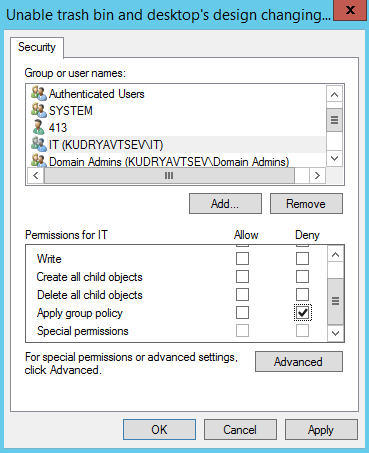 Unable trash bin and desktop's design changing...
Security
Group or user names:
Authenticated Users
SYSTEM
413
IT (KUDRYAVTSEV\IT)
Domain Admins (KUDRYAVTSEV\Domain Admins)
Add...
Remove
Permissions for IT
Allow
Deny
Write
Create all child objects
Delete all child objects
Apply group policy
Special permissions
For special permissions or advanced settings,
click Advanced.
Advanced
OK
Cancel
Apply